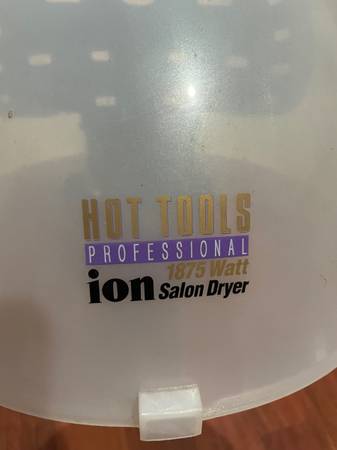 HOT TOOLS
PROFESSIONAL
1875 Watt
ion Salon Dryer